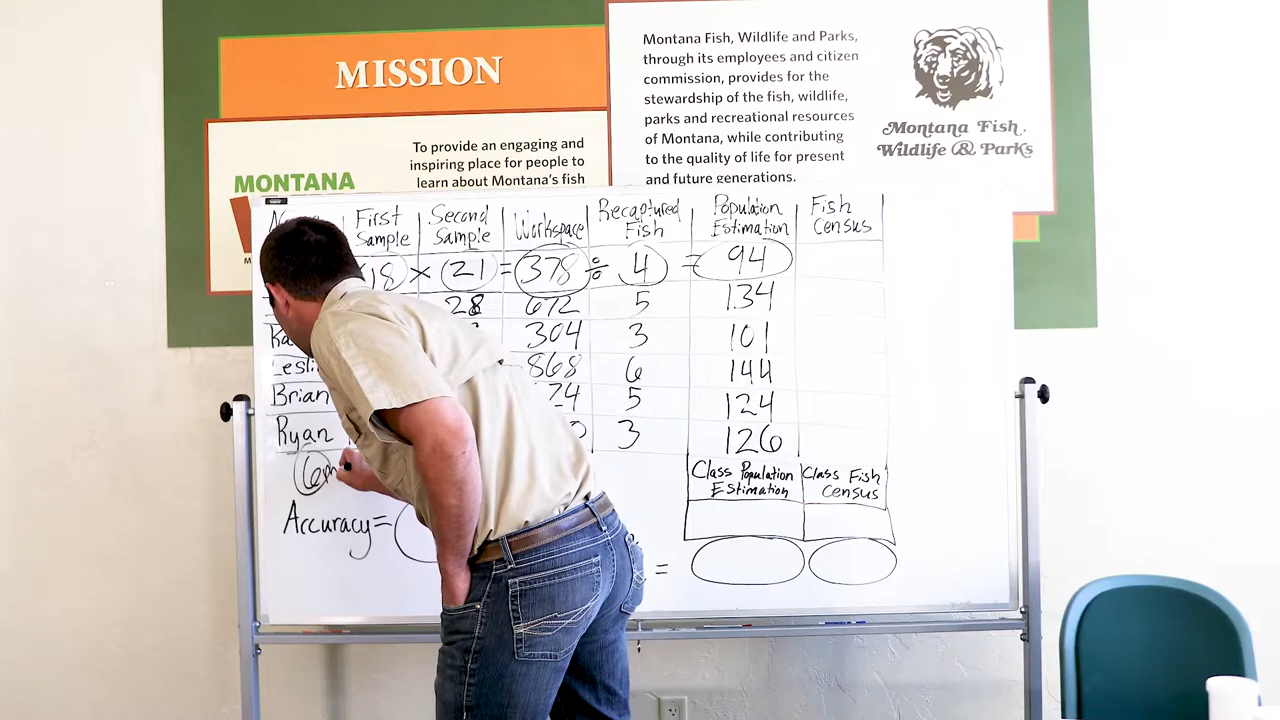 MISSION
To provide an engaging and
inspiring place for people to
learn about Montana's fish
MONTANA
Montana Fish, Wildlife and Parks,
through its employees and citizen
commission, provides for the
stewardship of the fish, wildlife,
parks and recreational resources
of Montana, while contributing
to the quality of life for present
and future generations.
Montana Fish,
Wildlife & Parks
First Sample Second Sample Workspace Recaptured Fish Population Estimation Fish Census
18 × 21 = 378 ÷ 4 = 94
28 672 5 134
304 3 101
868 6 144
Brian 5 124
Ryan 3 126
6
Class Population Estimation Class Fish Census
Accuracy =
=